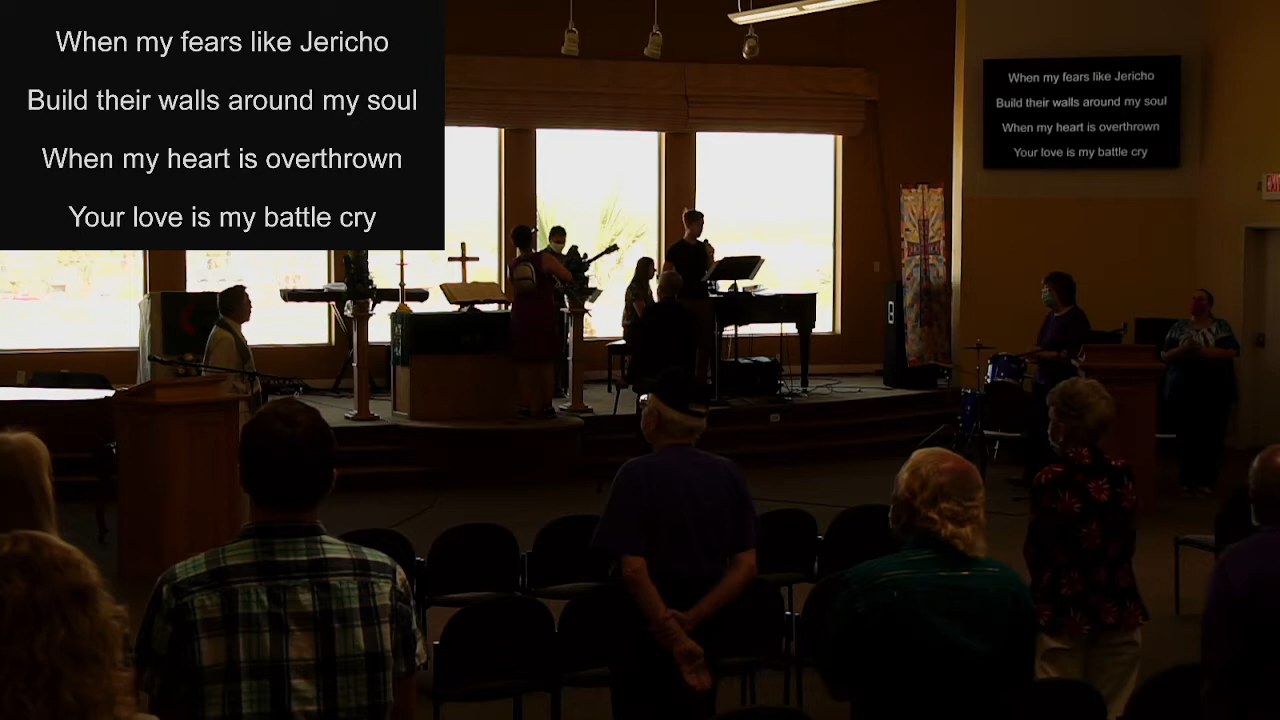 When my fears like Jericho
Build their walls around my soul
When my heart is overthrown
Your love is my battle cry
When my fears like Jericho
Build their walls around my soul
When my heart is overthrown
Your love is my battle cry